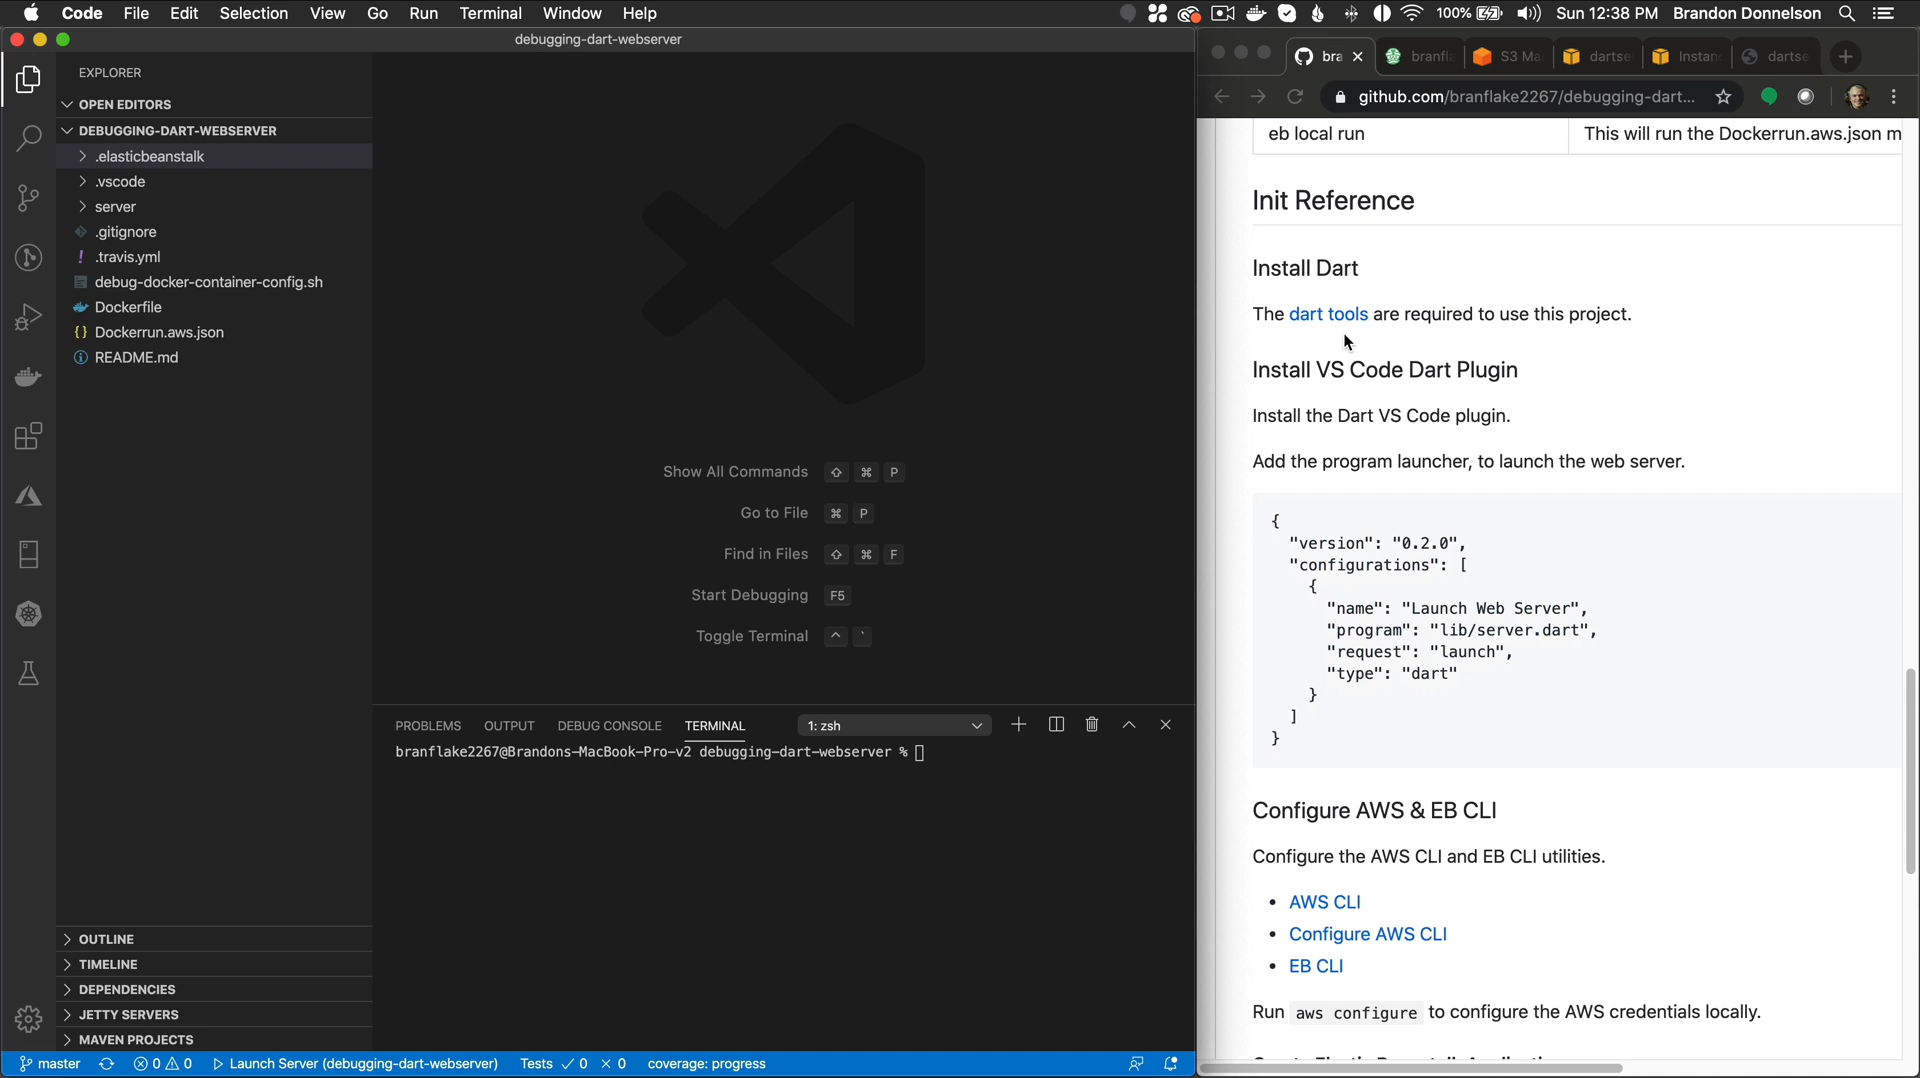 Code File Edit Selection View Go Run Terminal Window Help
100% Sun 12:38 PM Brandon Donnelson
debugging-dart-webserver
EXPLORER
OPEN EDITORS
DEBUGGING-DART-WEBSERVER
.elasticbeanstalk
.vscode
server
.gitignore
.travis.yml
debug-docker-container-config.sh
Dockerfile
Dockerrun.aws.json
README.md
OUTLINE
TIMELINE
DEPENDENCIES
JETTY SERVERS
MAVEN PROJECTS
Show All Commands ⇧ ⌘ P
Go to File ⌘ P
Find in Files ⇧ ⌘ F
Start Debugging F5
Toggle Terminal ^ `
PROBLEMS OUTPUT DEBUG CONSOLE TERMINAL 1: zsh
branflake2267@Brandons-MacBook-Pro-v2 debugging-dart-webserver %
master 0 0 Launch Server (debugging-dart-webserver) Tests ✓ 0 × 0 coverage: progress
bra branfl S3 Ma dartse Instan dartse
github.com/branflake2267/debugging-dart...
eb local run This will run the Dockerrun.aws.json m
Init Reference
Install Dart
The dart tools are required to use this project.
Install VS Code Dart Plugin
Install the Dart VS Code plugin.
Add the program launcher, to launch the web server.
{
"version": "0.2.0",
"configurations": [
{
"name": "Launch Web Server",
"program": "lib/server.dart",
"request": "launch",
"type": "dart"
}
]
}
Configure AWS & EB CLI
Configure the AWS CLI and EB CLI utilities.
• AWS CLI
• Configure AWS CLI
• EB CLI
Run aws configure to configure the AWS credentials locally.